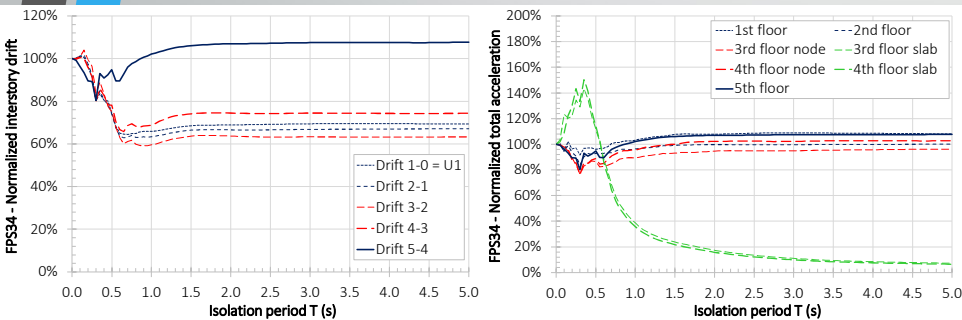 FPS34 - Normalized interstory drift
120%
100%
80%
60%
40%
20%
0%
Drift 1-0 = U1
Drift 2-1
Drift 3-2
Drift 4-3
Drift 5-4
0.0 0.5 1.0 1.5 2.0 2.5 3.0 3.5 4.0 4.5 5.0
Isolation period T (s)
FPS34 - Normalized total acceleration
200%
180%
160%
140%
120%
100%
80%
60%
40%
20%
0%
1st floor 2nd floor
3rd floor node 3rd floor slab
4th floor node 4th floor slab
5th floor
0.0 0.5 1.0 1.5 2.0 2.5 3.0 3.5 4.0 4.5 5.0
Isolation period T (s)